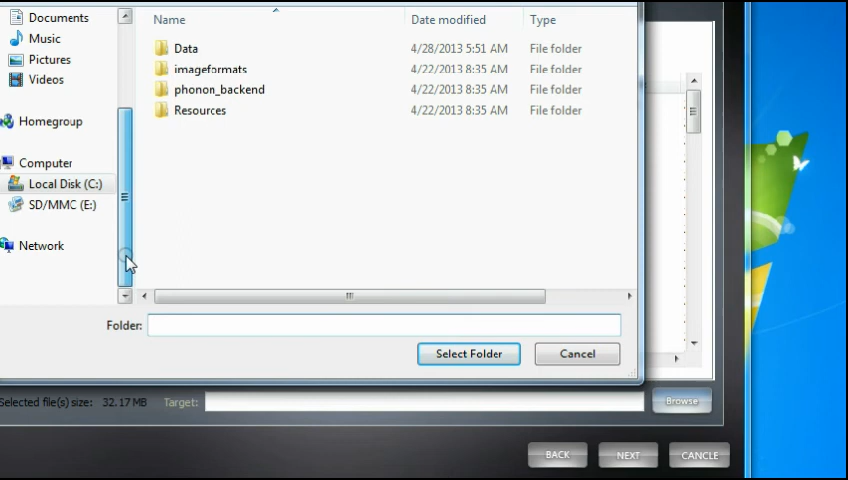 Documents
Music
Pictures
Videos
Homegroup
Computer
Local Disk (C:)
SD/MMC (E:)
Network
Name Date modified Type
Data 4/28/2013 5:51 AM File folder
imageformats 4/22/2013 8:35 AM File folder
phonon_backend 4/22/2013 8:35 AM File folder
Resources 4/22/2013 8:35 AM File folder
Folder:
Select Folder Cancel
Selected file(s) size: 32.17 MB Target: Browse
BACK NEXT CANCLE